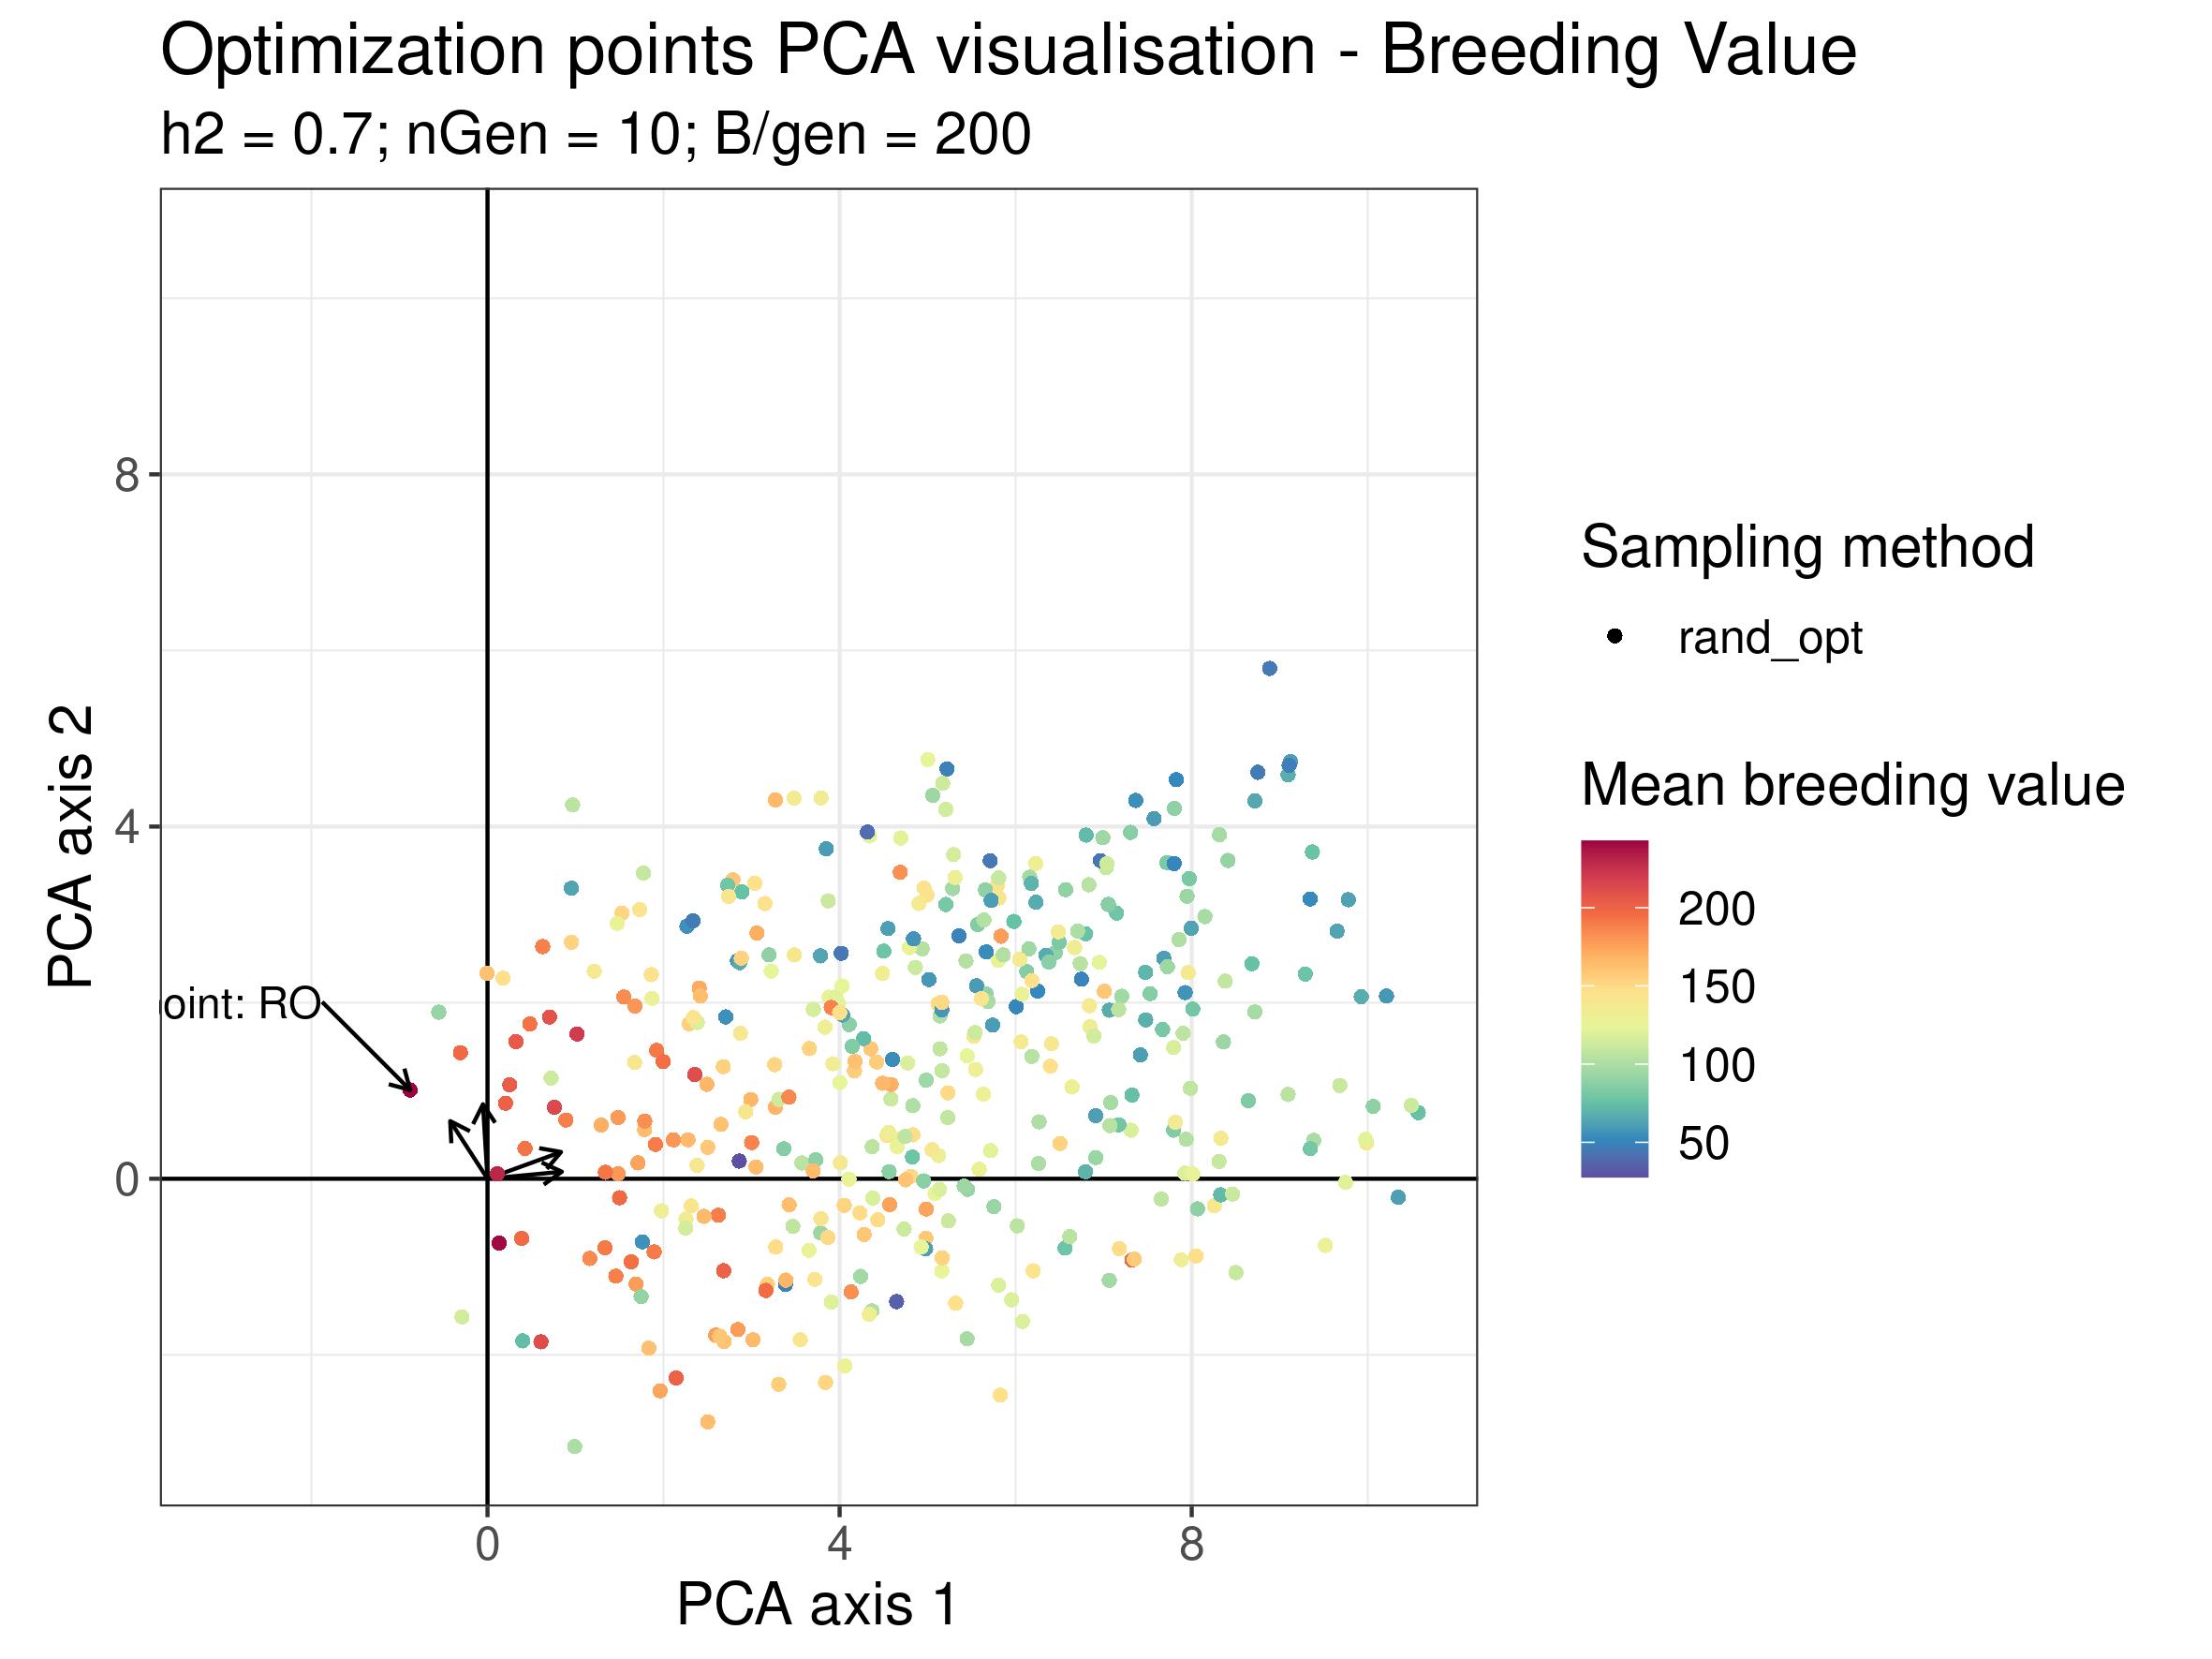 Optimization points PCA visualisation - Breeding Value
h2 = 0.7; nGen = 10; B/gen = 200
PCA axis 2
8
4
0
oint: RO
0
4
8
PCA axis 1
Sampling method
rand_opt
Mean breeding value
200
150
100
50